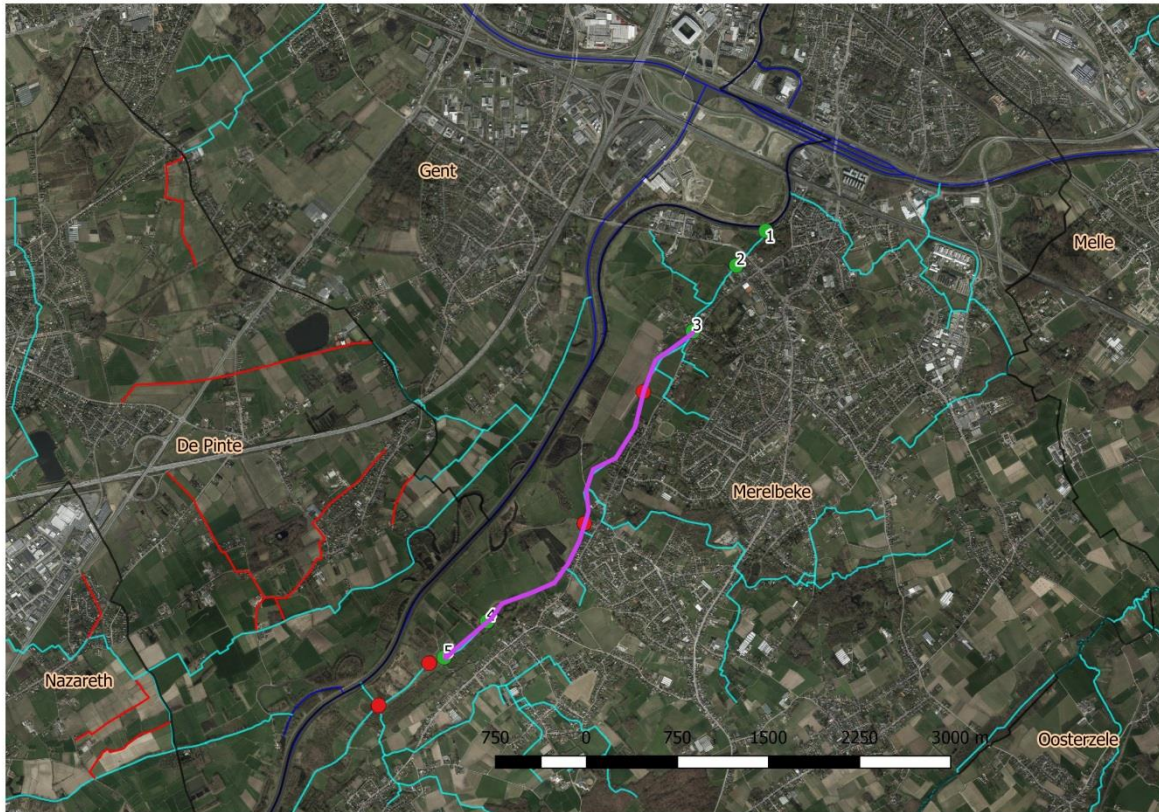 Gent
1
2
Melle
3
De Pinte
Merelbeke
4
5
Nazareth
750 0 750 1500 2250 3000 m
Oosterzele